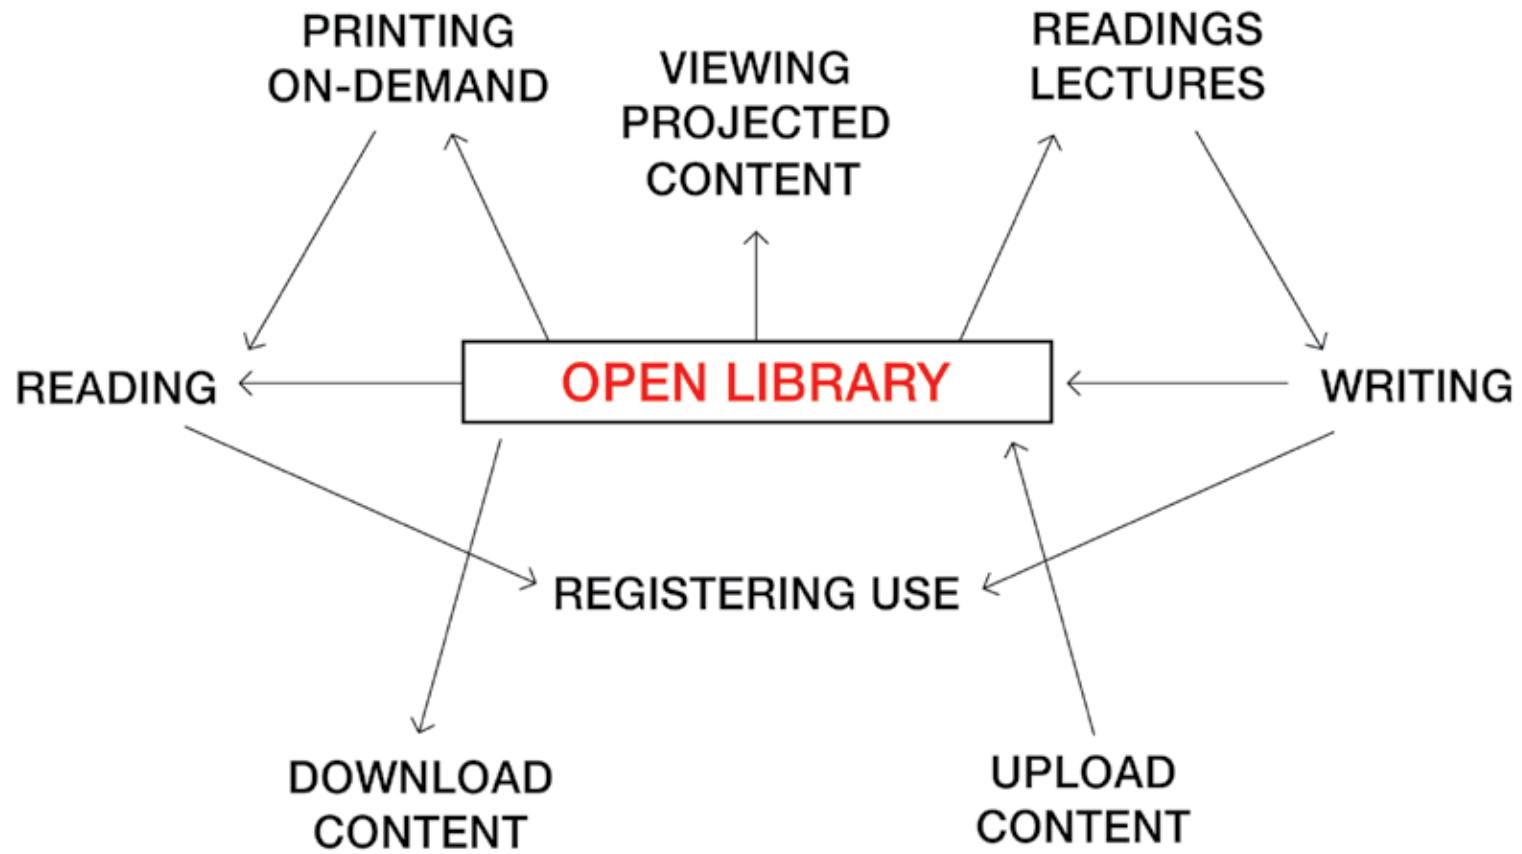 PRINTING
ON-DEMAND
VIEWING
PROJECTED
CONTENT
READINGS
LECTURES
READING
OPEN LIBRARY
WRITING
REGISTERING USE
DOWNLOAD
CONTENT
UPLOAD
CONTENT